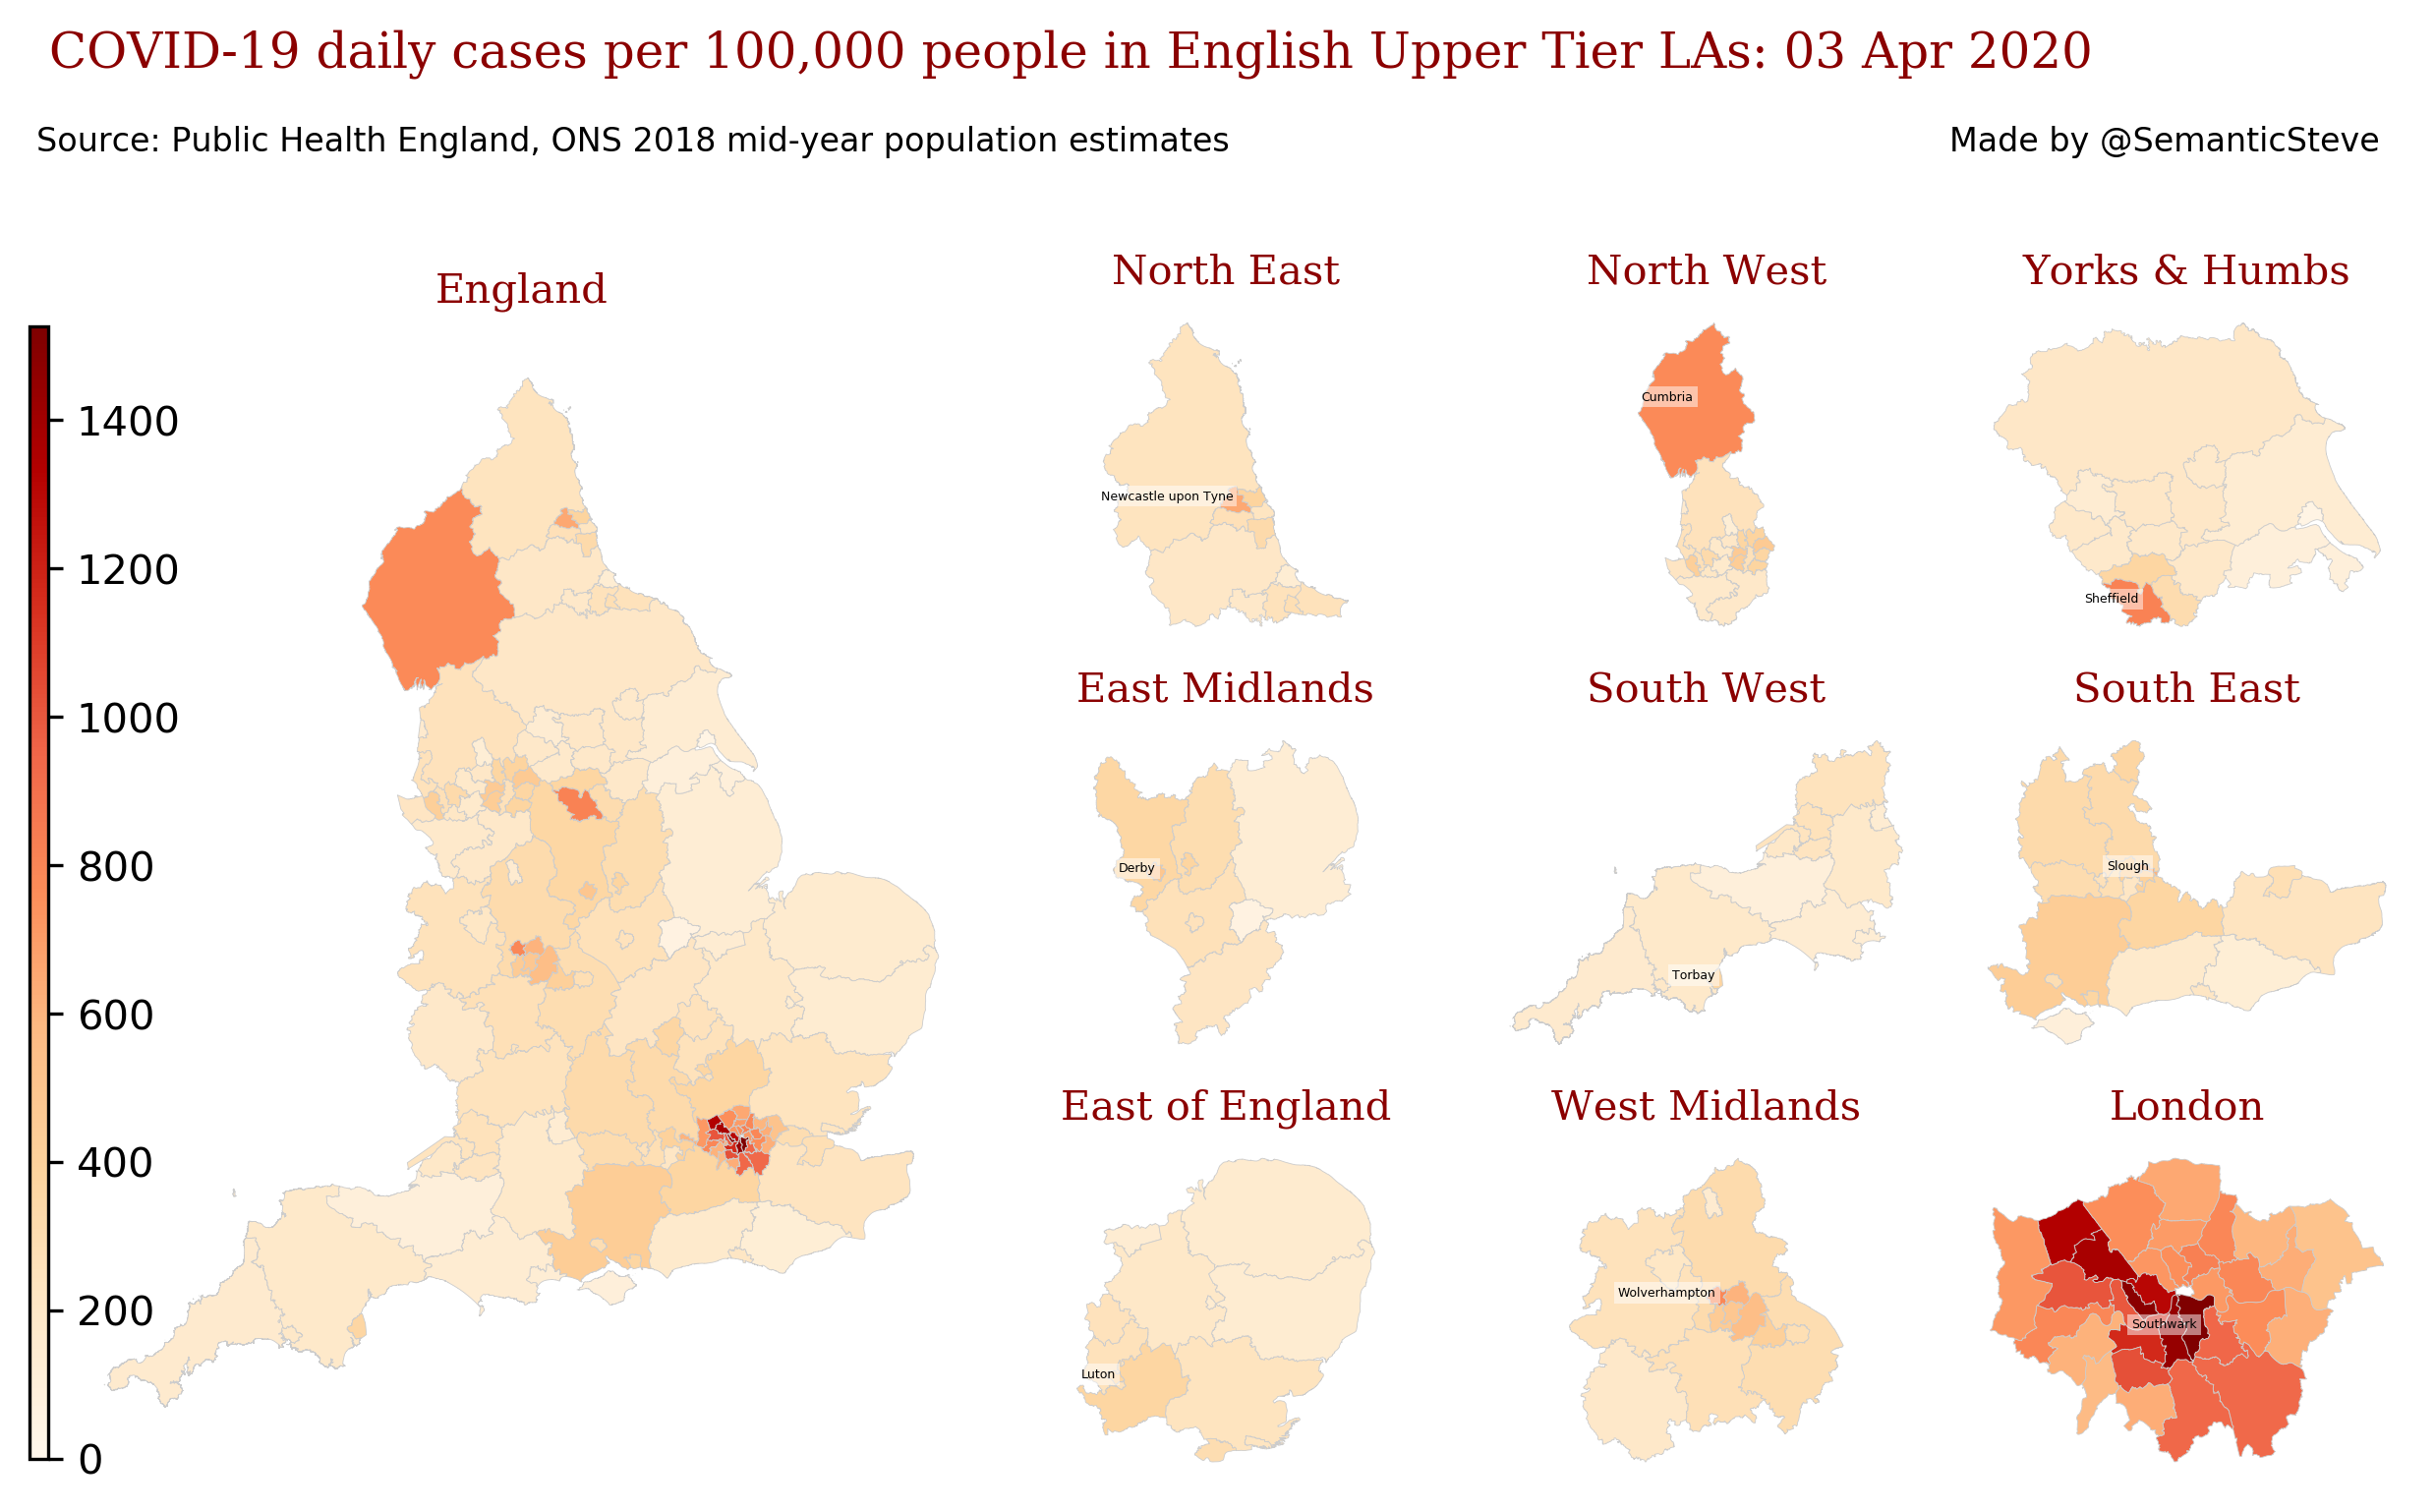 COVID-19 daily cases per 100,000 people in English Upper Tier LAs: 03 Apr 2020
Source: Public Health England, ONS 2018 mid-year population estimates
Made by @SemanticSteve
England
North East
North West
Yorks & Humbs
1400
1200
1000
800
600
400
200
0
Cumbria
Newcastle upon Tyne
Sheffield
East Midlands
South West
South East
Derby
Slough
Torbay
East of England
West Midlands
London
Wolverhampton
Southwark
Luton